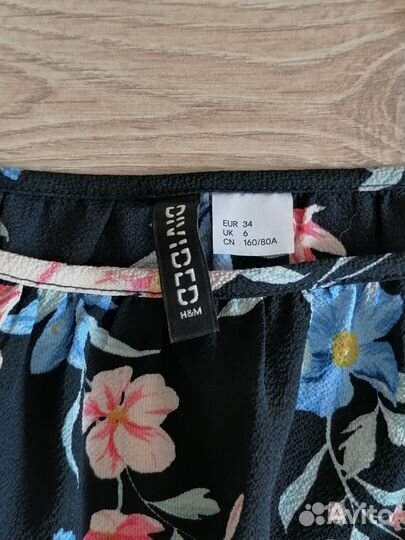 DIVIDED
H&M
EUR 34
UK 6
CN 160/80A
Avito